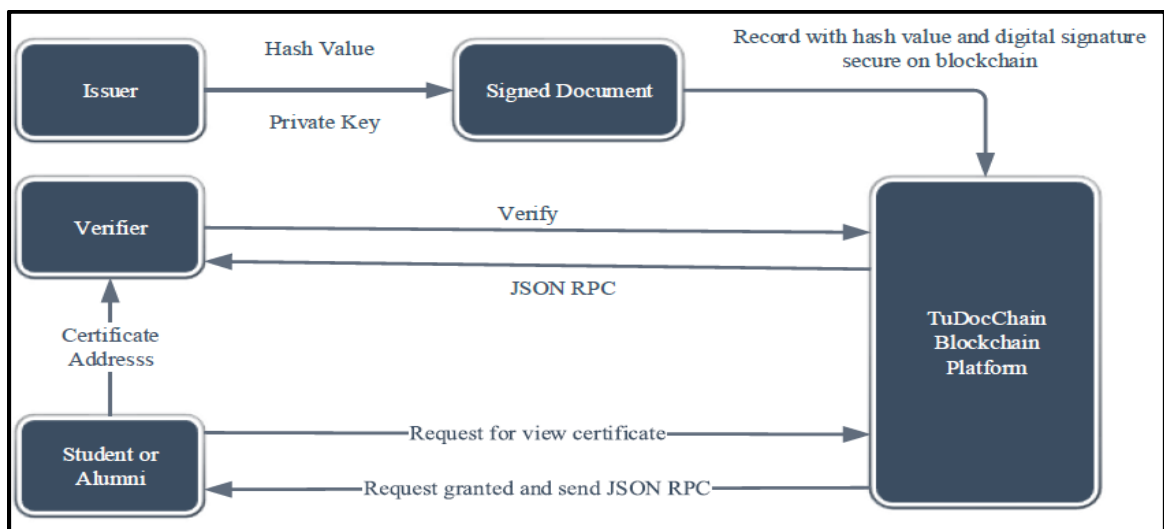 Issuer
Hash Value
Private Key
Signed Document
Record with hash value and digital signature
secure on blockchain
Verifier
Verify
JSON RPC
TuDocChain
Blockchain
Platform
Certificate
Addresss
Student or
Alumni
Request for view certificate
Request granted and send JSON RPC